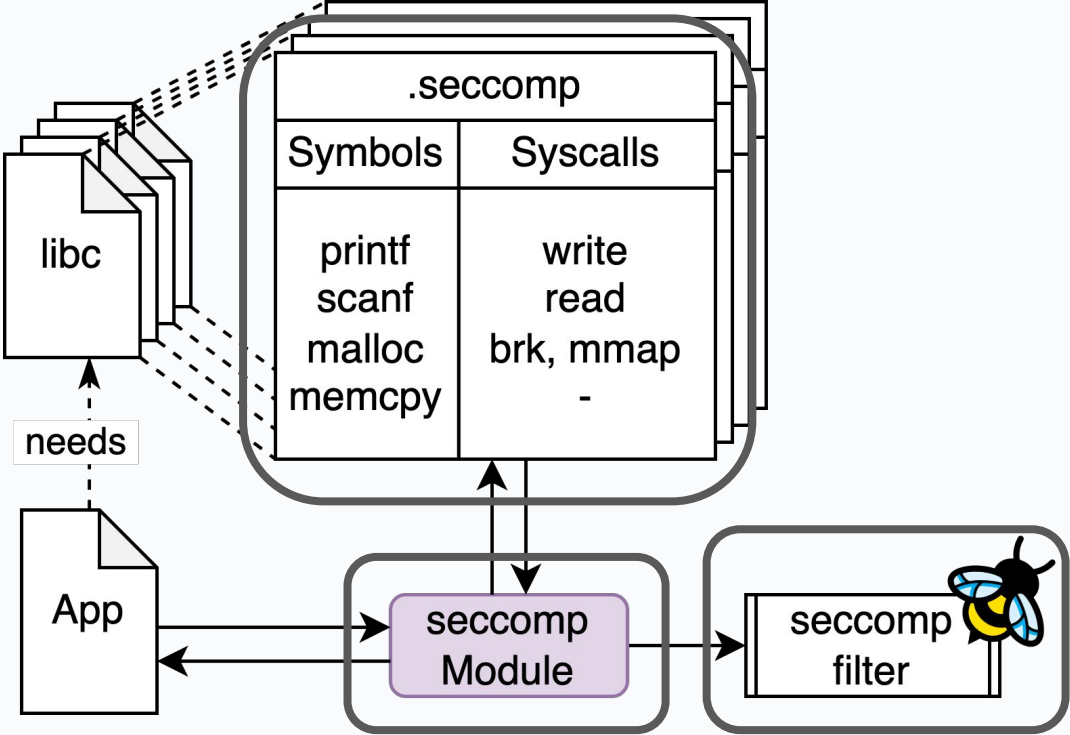 .seccomp
Symbols
Syscalls
printf
write
scanf
read
malloc
brk, mmap
memcpy
-
libc
needs
App
seccomp
Module
seccomp
filter